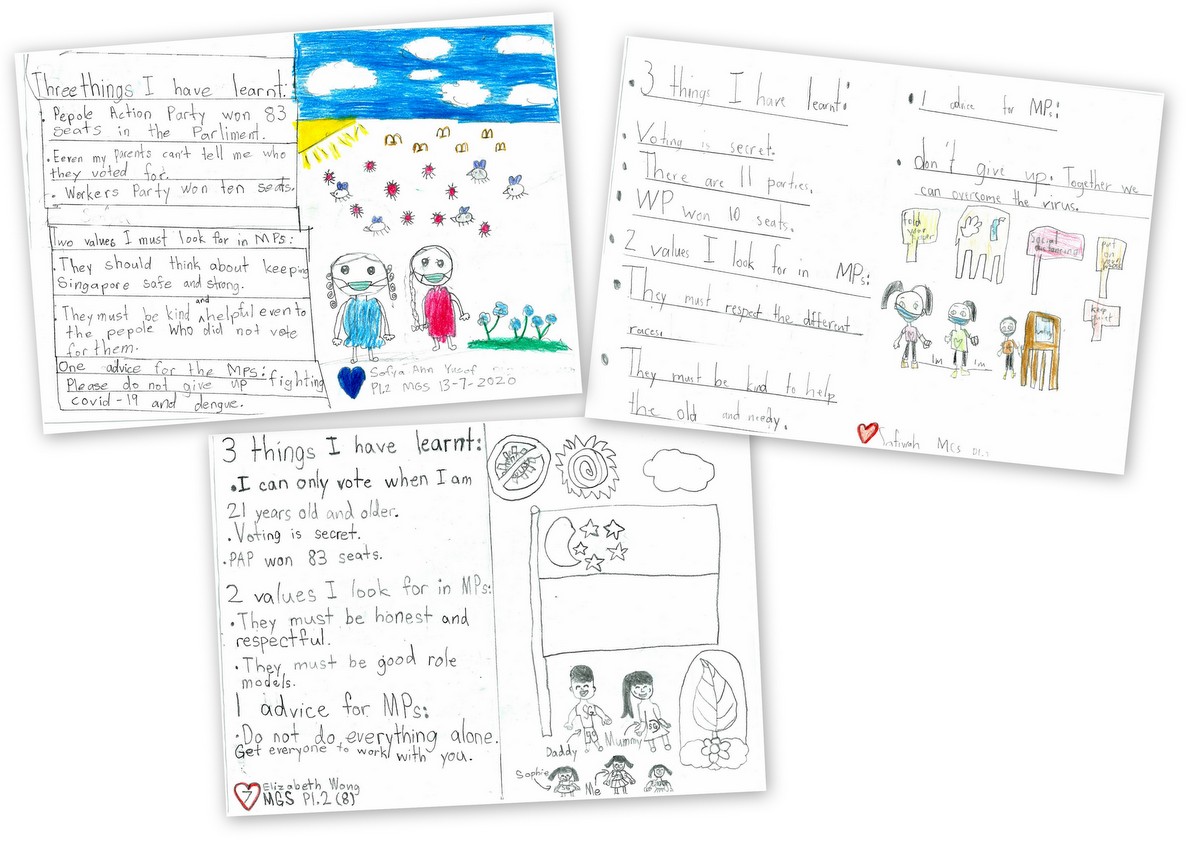 Three things I have learnt:
. Pepole Action Party won 83
seats in the Parliment.
. Eeven my parents can't tell me who
they voted for.
. Workers Party won ten seats.
Two values I must look for in MPs:
. They should think about keeping
Singapore safe and strong.
. They must be kind and helpful even to
the pepole who did not vote
for them.
One advice for the MPs:
Please do not give up fighting
covid-19 and dengue.
Sofya Ann Yusof
P1.2 MGS 13-7-2020
3 things I have learnt:
. Voting is secret.
. There are 11 parties.
. WP won 10 seats.
2 values I look for in MPs:
. They must respect the different
races.
. They must be kind to help
the old and needy.
. 1 advice for MPs:
. don't give up. Together we
can overcome the virus.
social distancing
put on your mask
1m 1m
MGS P1.2
3 things I have learnt:
. I can only vote when I am
21 years old and older.
. Voting is secret.
. PAP won 83 seats.
2 values I look for in MPs:
. They must be honest and
respectful.
. They must be good role
models.
1 advice for MPs:
. Do not do everything alone.
Get everyone to work with you.
7 Elizabeth Wong
MGS P1.2 (8)
SG
SG
Daddy Mummy
Sophie Me